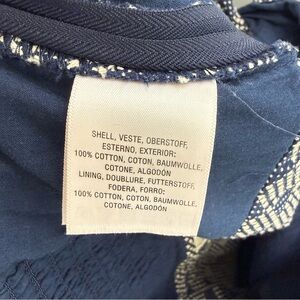 SHELL, VESTE, OBERSTOFF,
ESTERNO, EXTERIOR:
100% COTTON, COTON, BAUMWOLLE,
COTONE, ALGODÓN
LINING, DOUBLURE, FUTTERSTOFF,
FODERA, FORRO:
100% COTTON, COTON, BAUMWOLLE,
COTONE, ALGODÓN